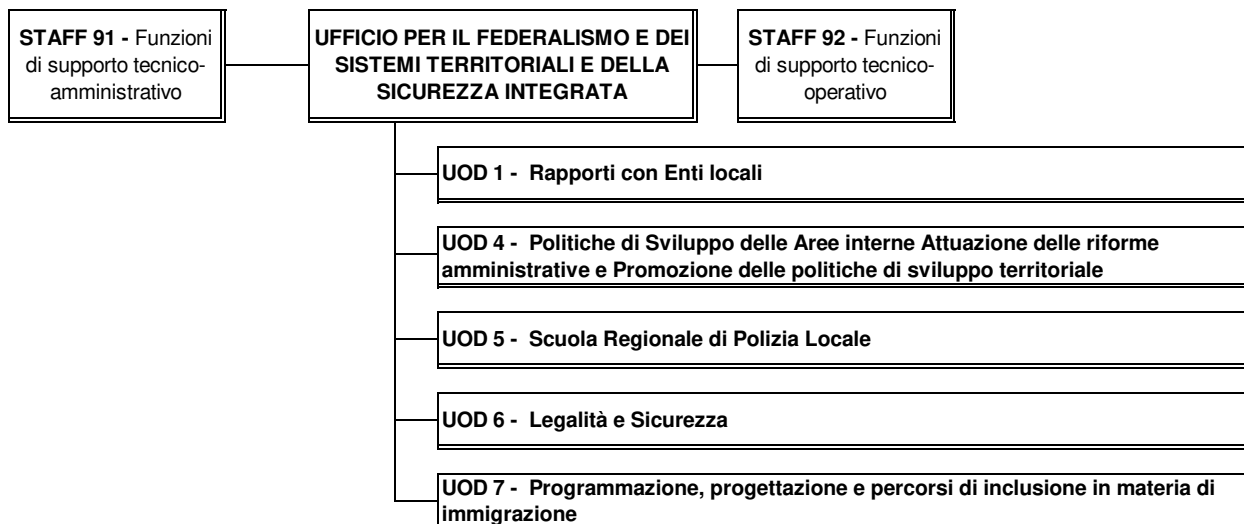 STAFF 91 - Funzioni
di supporto tecnico-
amministrativo
UFFICIO PER IL FEDERALISMO E DEI
SISTEMI TERRITORIALI E DELLA
SICUREZZA INTEGRATA
STAFF 92 - Funzioni
di supporto tecnico-
operativo
UOD 1 - Rapporti con Enti locali
UOD 4 - Politiche di Sviluppo delle Aree interne Attuazione delle riforme
amministrative e Promozione delle politiche di sviluppo territoriale
UOD 5 - Scuola Regionale di Polizia Locale
UOD 6 - Legalità e Sicurezza
UOD 7 - Programmazione, progettazione e percorsi di inclusione in materia di
immigrazione